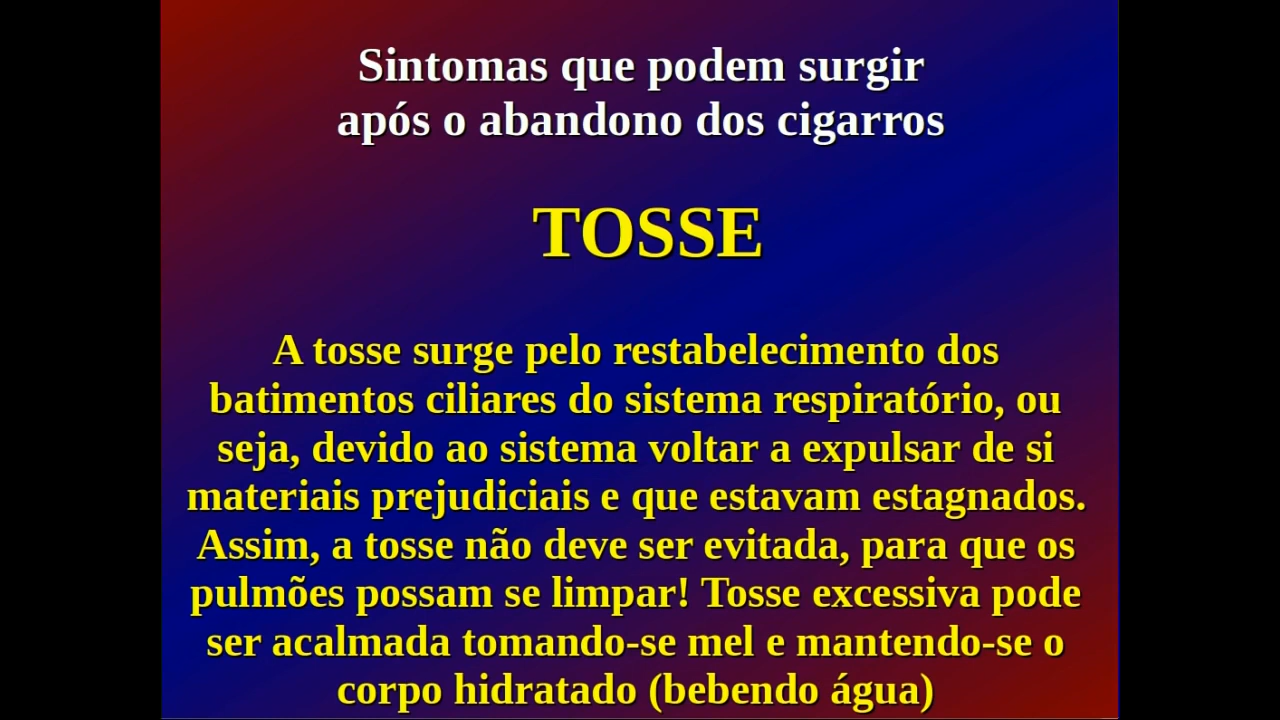 Sintomas que podem surgir
após o abandono dos cigarros
TOSSE
A tosse surge pelo restabelecimento dos
batimentos ciliares do sistema respiratório, ou
seja, devido ao sistema voltar a expulsar de si
materiais prejudiciais e que estavam estagnados.
Assim, a tosse não deve ser evitada, para que os
pulmões possam se limpar! Tosse excessiva pode
ser acalmada tomando-se mel e mantendo-se o
corpo hidratado (bebendo água)